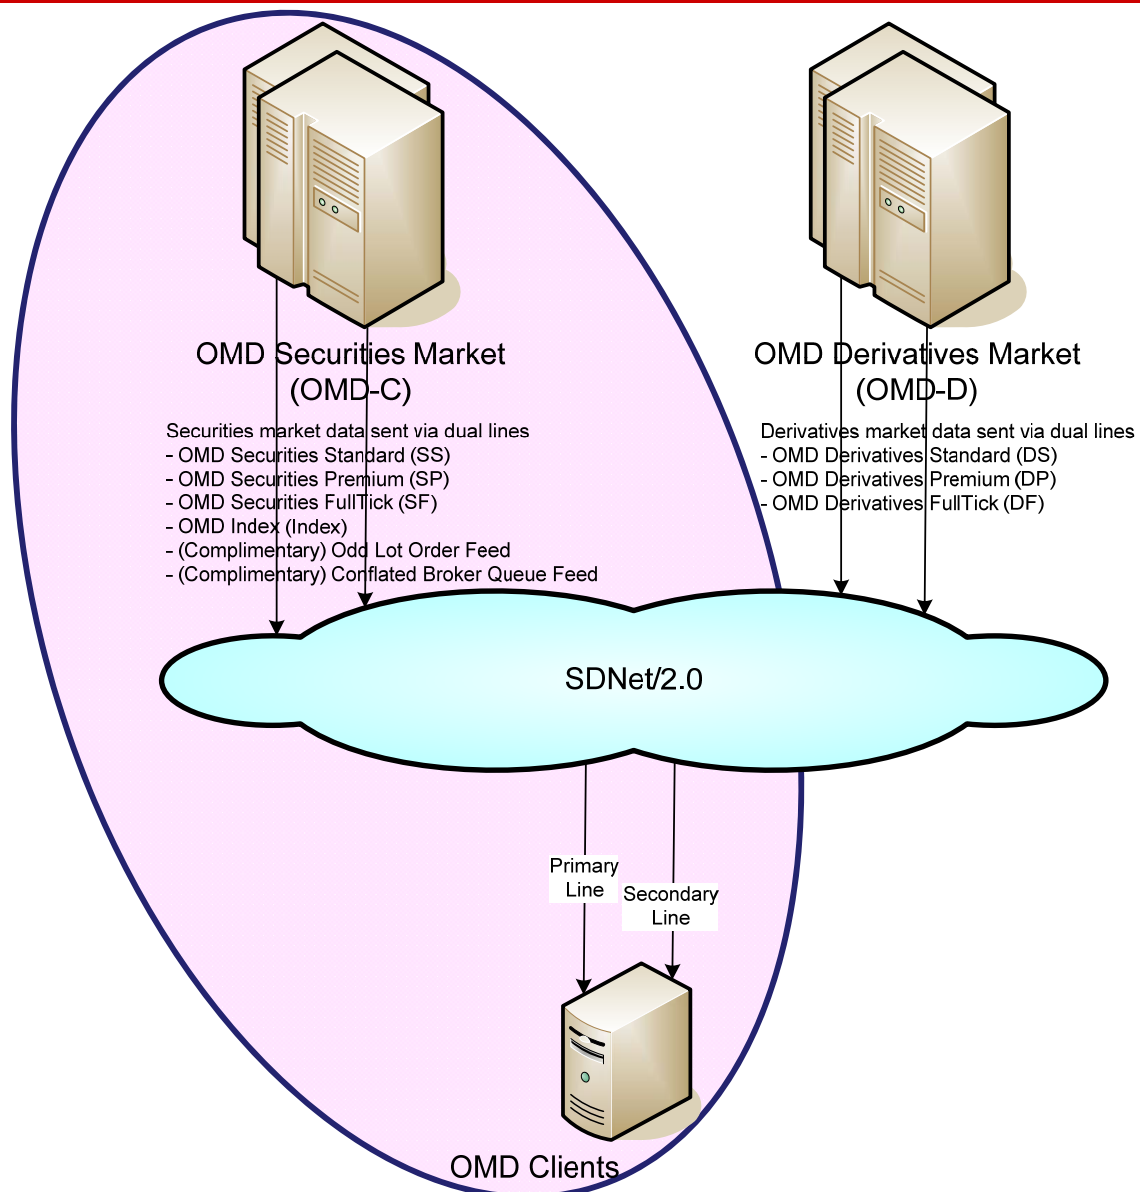 OMD Securities Market
(OMD-C)
Securities market data sent via dual lines
- OMD Securities Standard (SS)
- OMD Securities Premium (SP)
- OMD Securities FullTick (SF)
- OMD Index (Index)
- (Complimentary) Odd Lot Order Feed
- (Complimentary) Conflated Broker Queue Feed
OMD Derivatives Market
(OMD-D)
Derivatives market data sent via dual lines
- OMD Derivatives Standard (DS)
- OMD Derivatives Premium (DP)
- OMD Derivatives FullTick (DF)
SDNet/2.0
Primary
Line
Secondary
Line
OMD Clients